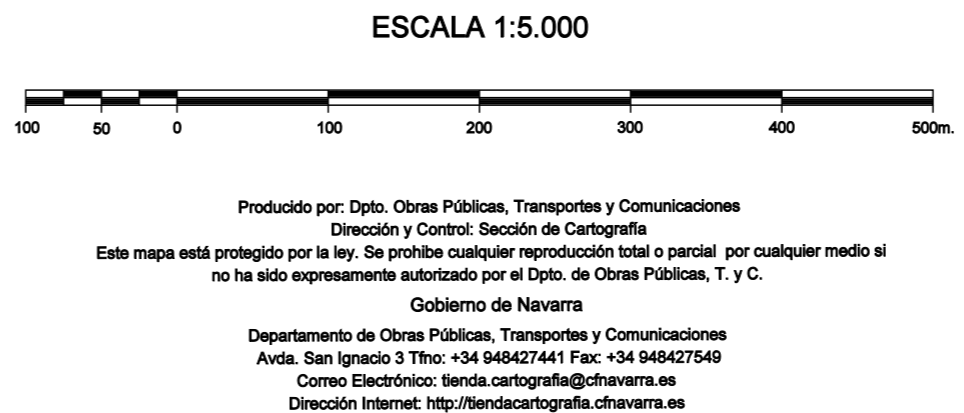 ESCALA 1:5.000
100 50 0 100 200 300 400 500m.
Producido por: Dpto. Obras Públicas, Transportes y Comunicaciones
Dirección y Control: Sección de Cartografía
Este mapa está protegido por la ley. Se prohibe cualquier reproducción total o parcial por cualquier medio si
no ha sido expresamente autorizado por el Dpto. de Obras Públicas, T. y C.
Gobierno de Navarra
Departamento de Obras Públicas, Transportes y Comunicaciones
Avda. San Ignacio 3 Tfno: +34 948427441 Fax: +34 948427549
Correo Electrónico: tienda.cartografia@cfnavarra.es
Dirección Internet: http://tiendacartografia.cfnavarra.es